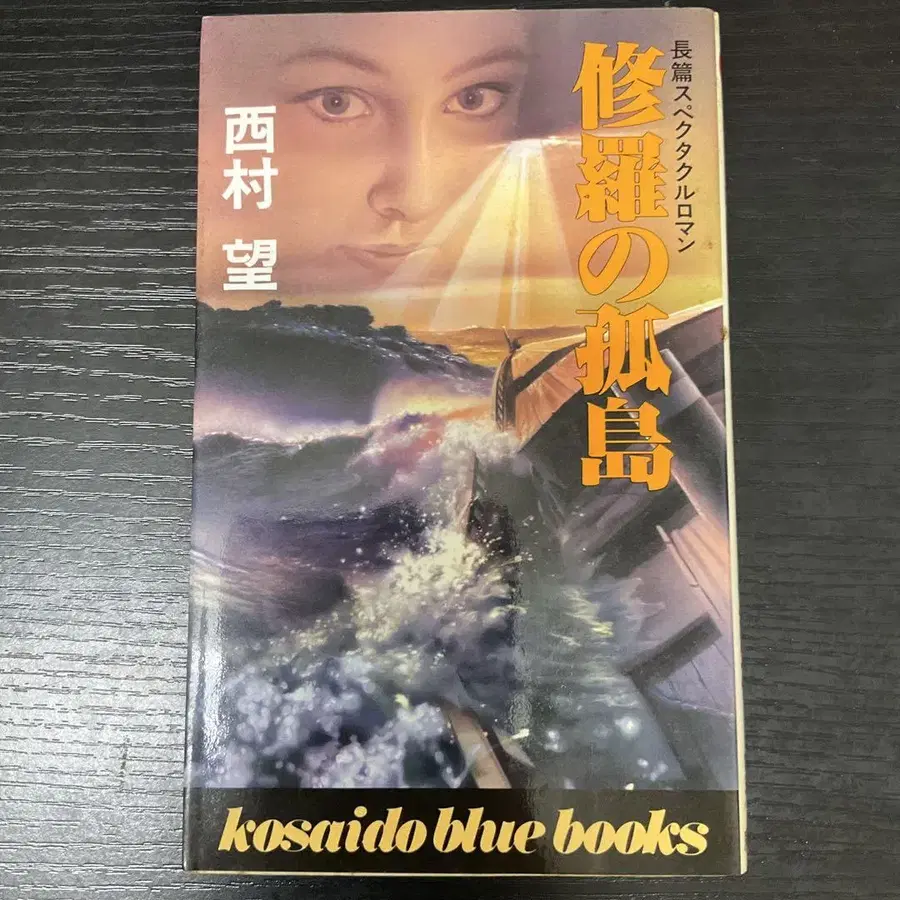 長篇スペクタクルロマン
修羅の孤島
西村 望
kosaido blue books